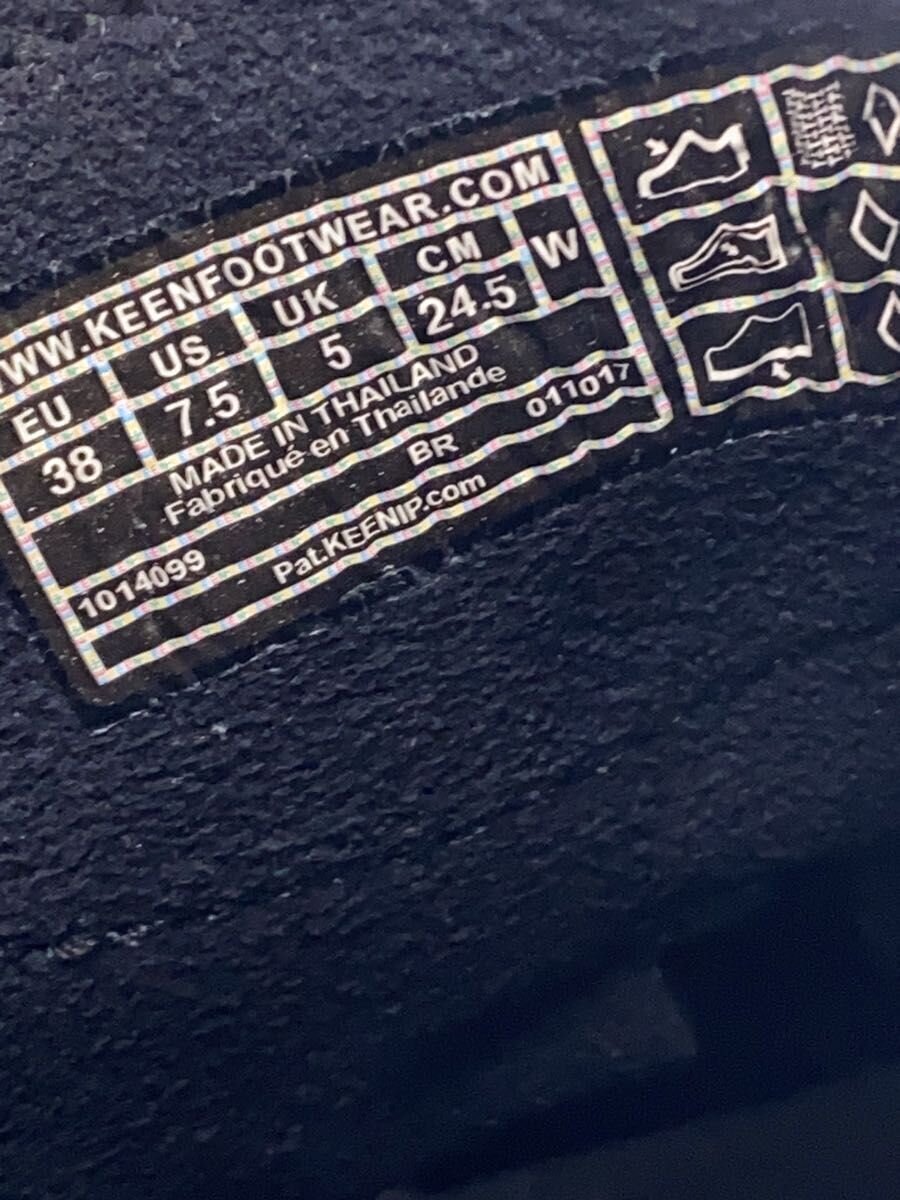 WWW.KEENFOOTWEAR.COM
EU US UK CM W
38 7.5 5 24.5
MADE IN THAILAND
Fabriqué en Thaïlande
1014099 BR 011017
Pat.KEENIP.com